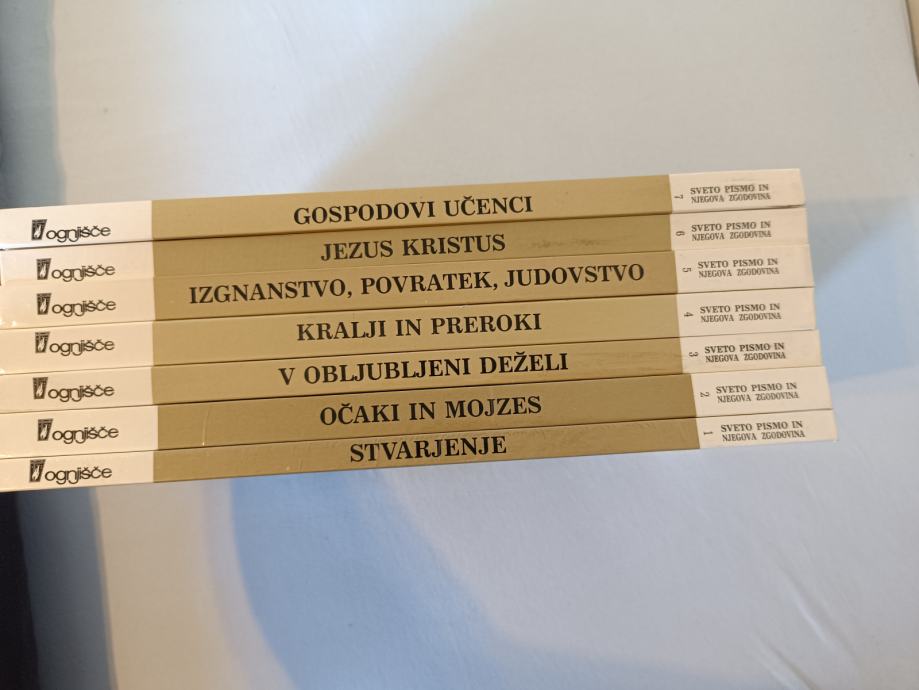 ognjišče
GOSPODOVI UČENCI
7
SVETO PISMO IN
NJEGOVA ZGODOVINA
ognjišče
JEZUS KRISTUS
6
SVETO PISMO IN
NJEGOVA ZGODOVINA
ognjišče
IZGNANSTVO, POVRATEK, JUDOVSTVO
5
SVETO PISMO IN
NJEGOVA ZGODOVINA
ognjišče
KRALJI IN PREROKI
4
SVETO PISMO IN
NJEGOVA ZGODOVINA
ognjišče
V OBLJUBLJENI DEŽELI
3
SVETO PISMO IN
NJEGOVA ZGODOVINA
ognjišče
OČAKI IN MOJZES
2
SVETO PISMO IN
NJEGOVA ZGODOVINA
ognjišče
STVARJENJE
1
SVETO PISMO IN
NJEGOVA ZGODOVINA